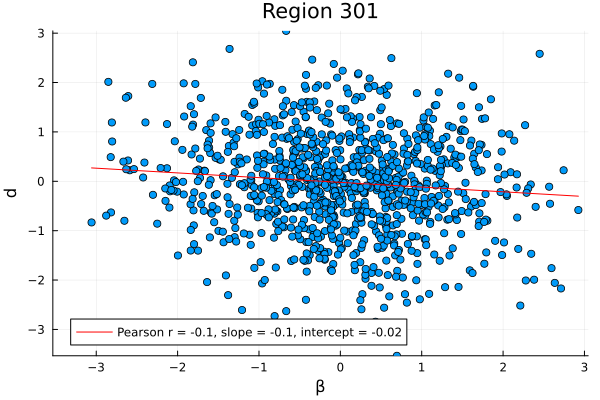 Region 301
3
2
1
0
−1
−2
−3
d
Pearson r = -0.1, slope = -0.1, intercept = -0.02
−3 −2 −1 0 1 2 3
β